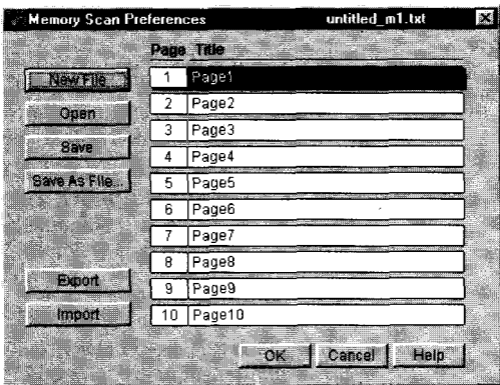 Memory Scan Preferences untitled_m1.txt
Page Title
New File
Open
Save
Save As File...
Export
Import
1 Page1
2 Page2
3 Page3
4 Page4
5 Page5
6 Page6
7 Page7
8 Page8
9 Page9
10 Page10
OK Cancel Help